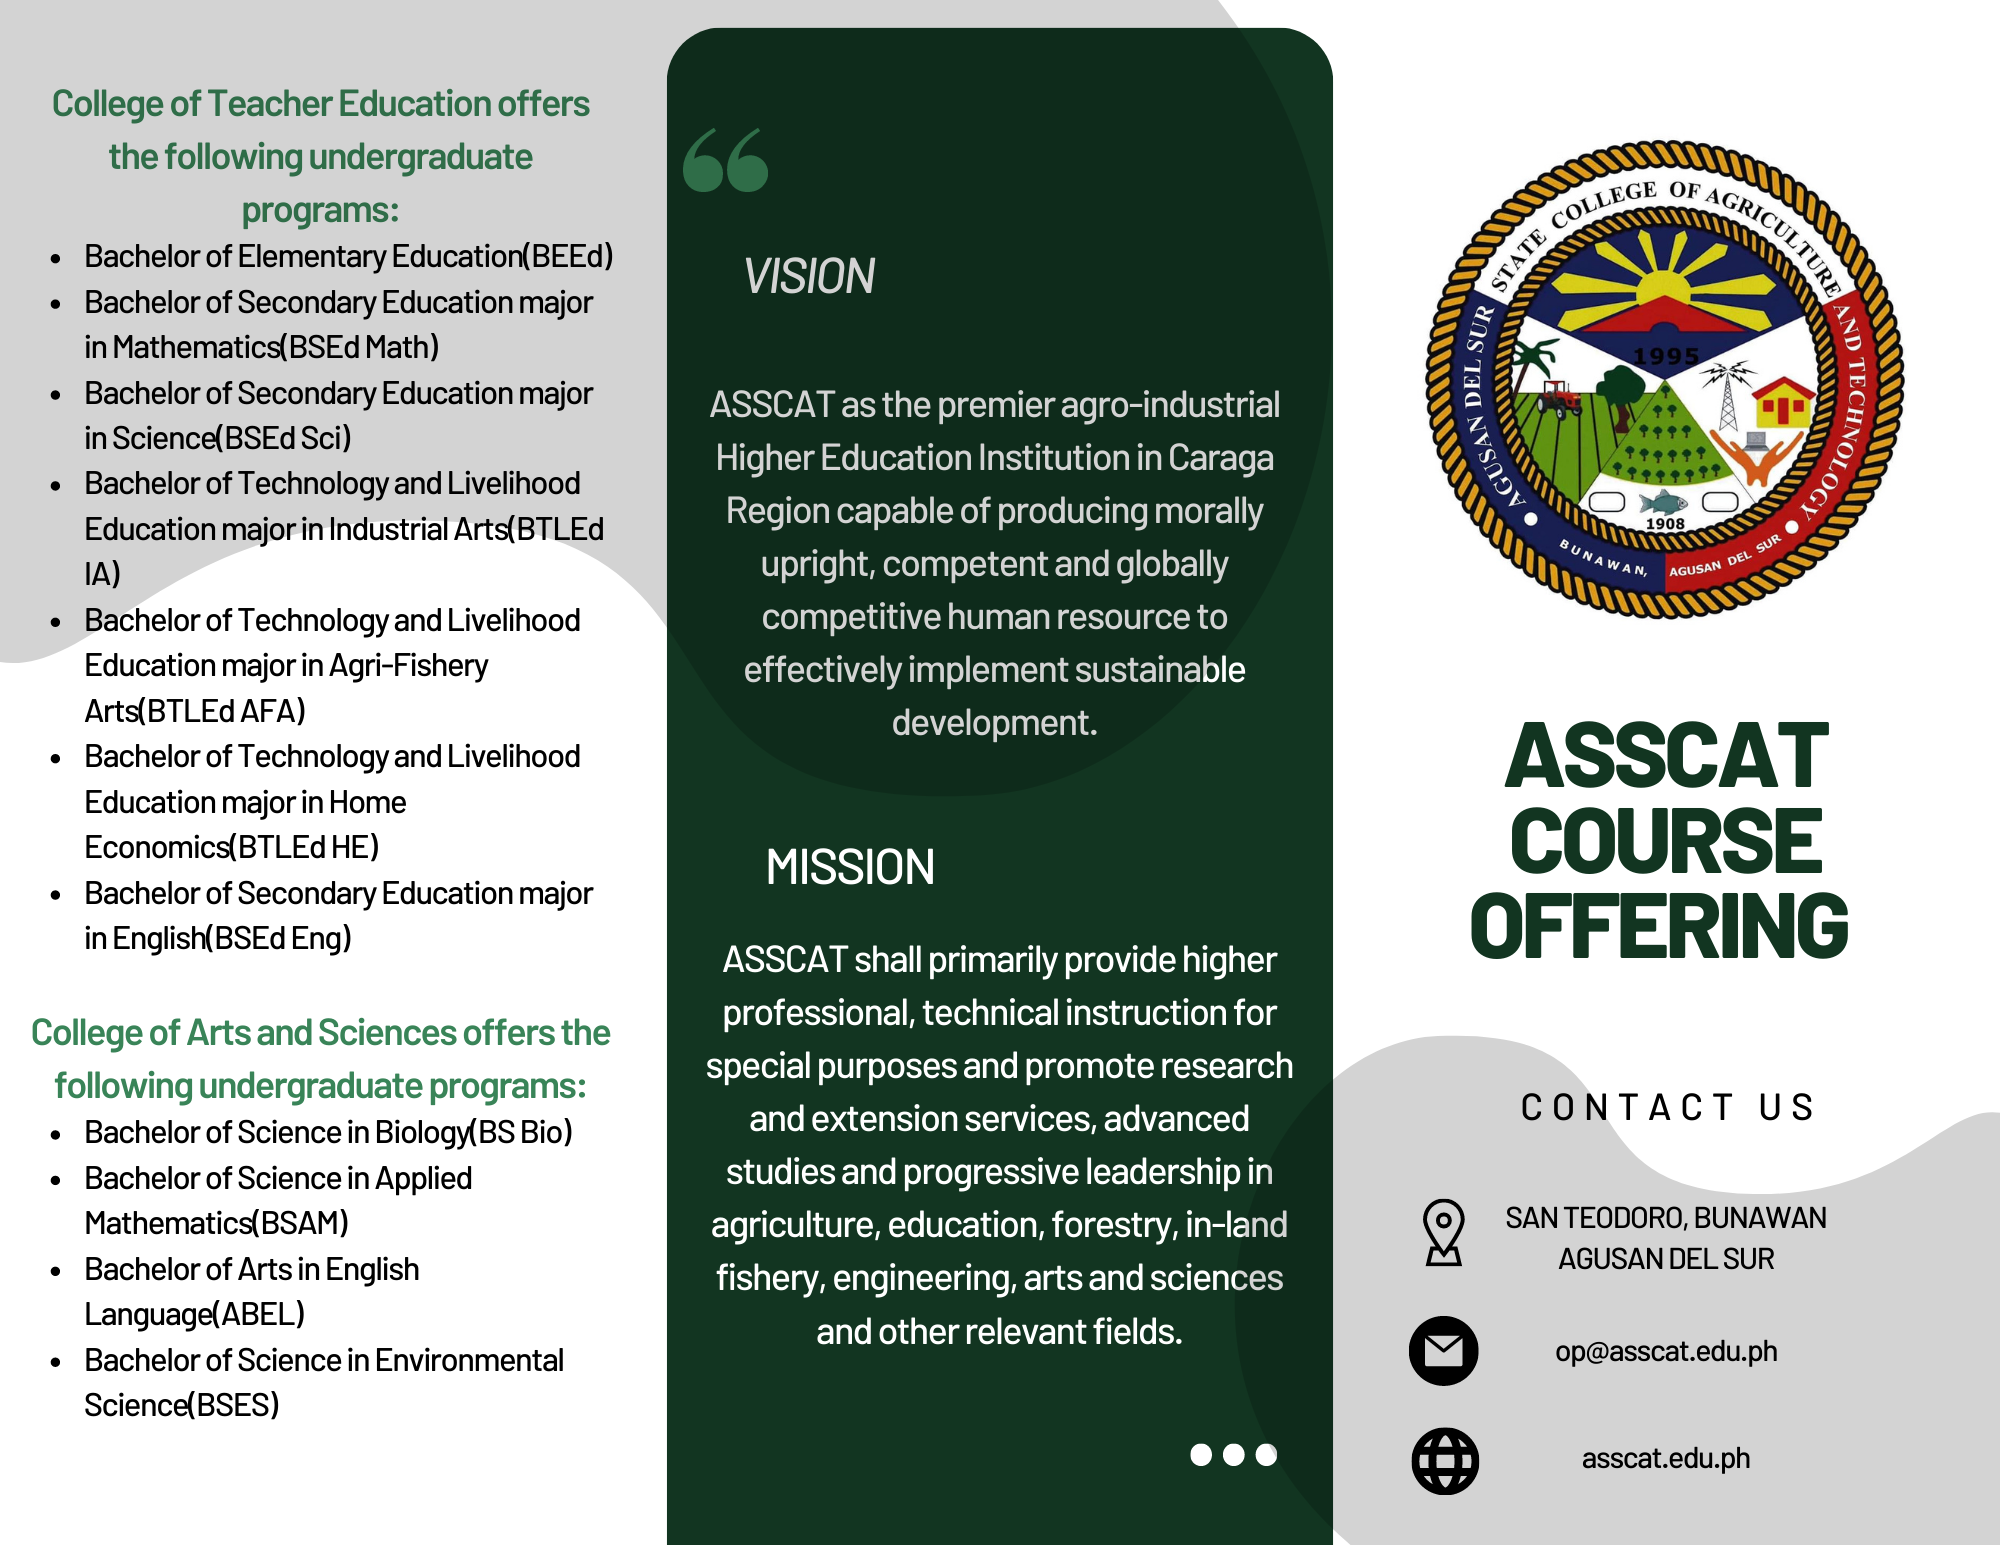 College of Teacher Education offers
the following undergraduate
programs:
• Bachelor of Elementary Education(BEEd)
• Bachelor of Secondary Education major
in Mathematics(BSEd Math)
• Bachelor of Secondary Education major
in Science(BSEd Sci)
• Bachelor of Technology and Livelihood
Education major in Industrial Arts(BTLEd
IA)
• Bachelor of Technology and Livelihood
Education major in Agri-Fishery
Arts(BTLEd AFA)
• Bachelor of Technology and Livelihood
Education major in Home
Economics(BTLEd HE)
• Bachelor of Secondary Education major
in English(BSEd Eng)
College of Arts and Sciences offers the
following undergraduate programs:
• Bachelor of Science in Biology(BS Bio)
• Bachelor of Science in Applied
Mathematics(BSAM)
• Bachelor of Arts in English
Language(ABEL)
• Bachelor of Science in Environmental
Science(BSES)
“
VISION
ASSCAT as the premier agro-industrial
Higher Education Institution in Caraga
Region capable of producing morally
upright, competent and globally
competitive human resource to
effectively implement sustainable
development.
MISSION
ASSCAT shall primarily provide higher
professional, technical instruction for
special purposes and promote research
and extension services, advanced
studies and progressive leadership in
agriculture, education, forestry, in-land
fishery, engineering, arts and sciences
and other relevant fields.
AGUSAN DEL SUR STATE COLLEGE OF AGRICULTURE AND TECHNOLOGY
1995
1908
BUNAWAN, AGUSAN DEL SUR
ASSCAT
COURSE
OFFERING
CONTACT US
SAN TEODORO, BUNAWAN
AGUSAN DEL SUR
op@asscat.edu.ph
asscat.edu.ph